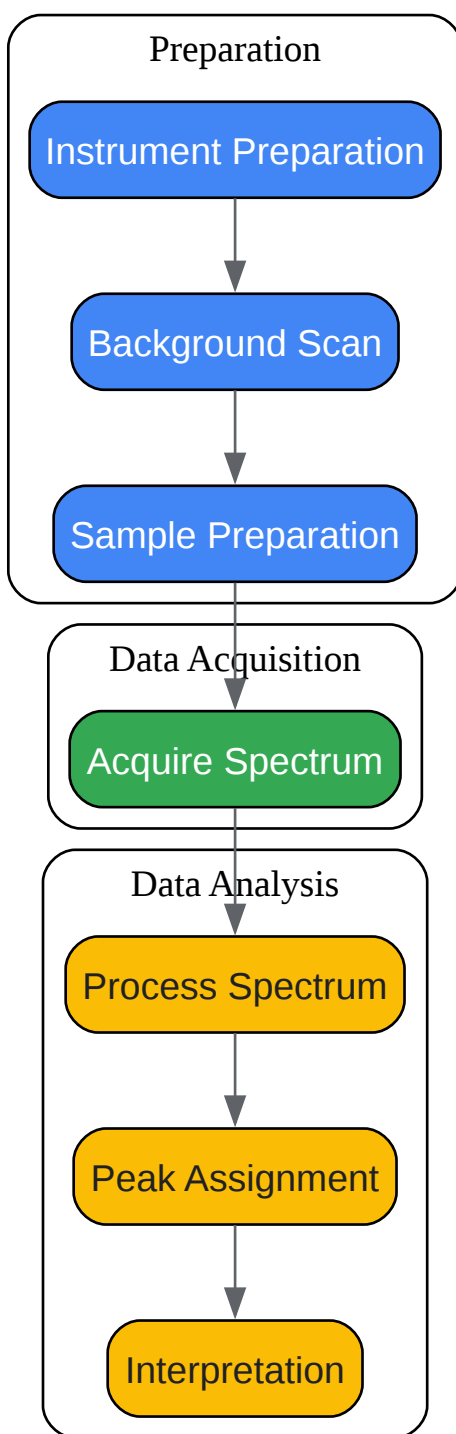 Preparation
Instrument Preparation
Background Scan
Sample Preparation
Data Acquisition
Acquire Spectrum
Data Analysis
Process Spectrum
Peak Assignment
Interpretation